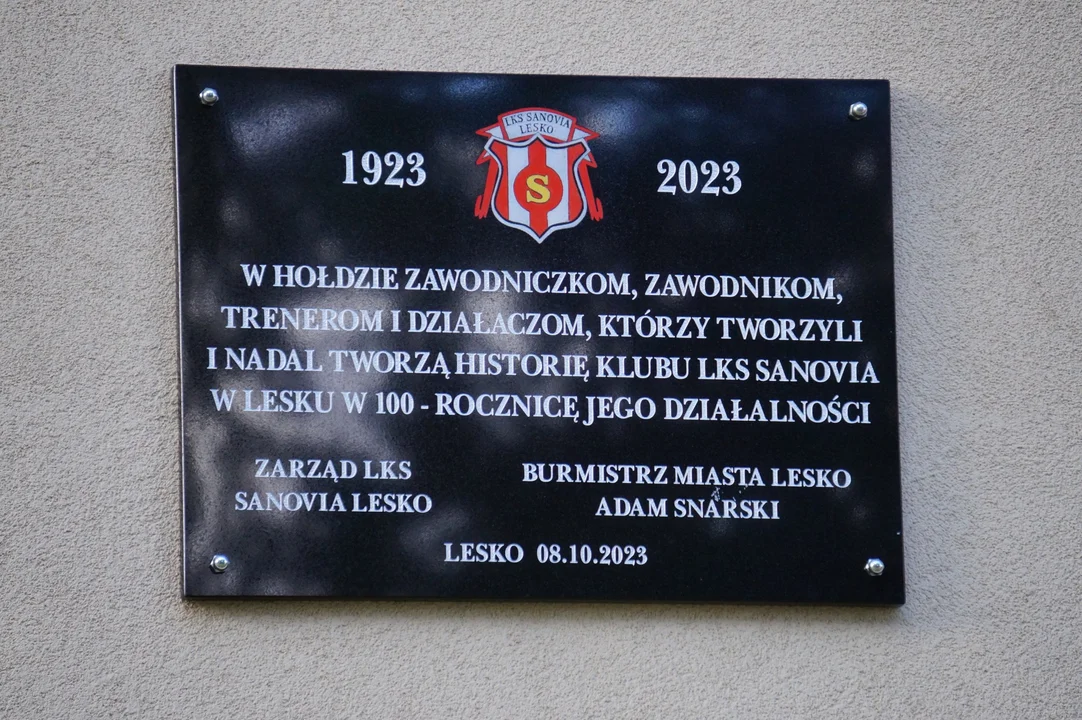 ŁKS SANOVIA
LESKO
S
1923
2023
W HOŁDZIE ZAWODNICZKOM, ZAWODNIKOM,
TRENEROM I DZIAŁACZOM, KTÓRZY TWORZYLI
I NADAL TWORZĄ HISTORIĘ KLUBU LKS SANOVIA
W LESKU W 100 - ROCZNICĘ JEGO DZIAŁALNOŚCI
ZARZĄD LKS
SANOVIA LESKO
BURMISTRZ MIASTA LESKO
ADAM SNARSKI
LESKO 08.10.2023